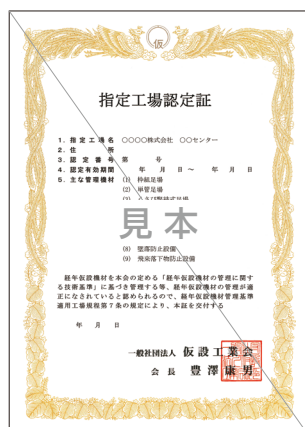 仮
指定工場認定証
1. 指定工場名 〇〇〇〇株式会社 〇〇センター
2. 住所
3. 認定番号 第 号
4. 認定有効期間 年 月 日 ～ 年 月 日
5. 主な管理機材 (1) 枠組足場
(2) 単管足場
(3)
見本
(8) 墜落防止設備
(9) 飛来落下物防止設備
経年仮設機材を本会の定める「経年仮設機材の管理に関す
る技術基準」に基づき管理する等、経年仮設機材の管理が適
正になされていると認められるので、経年仮設機材管理基準
適用工場規程第7条の規定により、本証を交付する
年 月 日
一般社団法人 仮設工業会
会長 豊澤康男